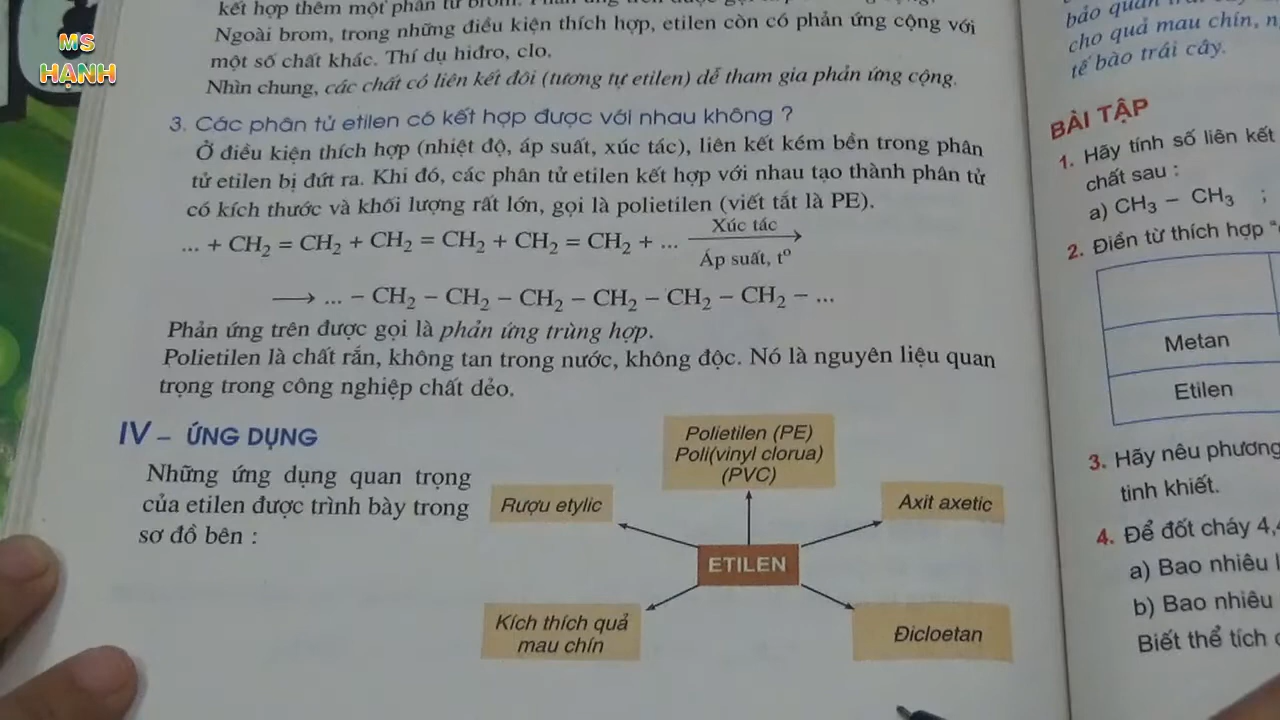 MS
HẠNH
Ngoài brom, trong những điều kiện thích hợp, etilen còn có phản ứng cộng với
một số chất khác. Thí dụ hiđro, clo.
Nhìn chung, các chất có liên kết đôi (tương tự etilen) dễ tham gia phản ứng cộng.
3. Các phân tử etilen có kết hợp được với nhau không ?
Ở điều kiện thích hợp (nhiệt độ, áp suất, xúc tác), liên kết kém bền trong phân
tử etilen bị đứt ra. Khi đó, các phân tử etilen kết hợp với nhau tạo thành phân tử
có kích thước và khối lượng rất lớn, gọi là polietilen (viết tắt là PE).
... + CH₂ = CH₂ + CH₂ = CH₂ + CH₂ = CH₂ + ... Xúc tác
Áp suất, t°
⟶ ... – CH₂ – CH₂ – CH₂ – CH₂ – CH₂ – CH₂ – ...
Phản ứng trên được gọi là phản ứng trùng hợp.
Polietilen là chất rắn, không tan trong nước, không độc. Nó là nguyên liệu quan
trọng trong công nghiệp chất dẻo.
IV – ỨNG DỤNG
Những ứng dụng quan trọng
của etilen được trình bày trong
sơ đồ bên :
Polietilen (PE)
Poli(vinyl clorua)
(PVC)
Rượu etylic
Axit axetic
ETILEN
Kích thích quả
mau chín
Đicloetan
bảo quản
cho quả mau chín,
tế bào trái cây.
BÀI TẬP
1. Hãy tính số liên kết
chất sau :
a) CH₃ – CH₃ ;
2. Điền từ thích hợp "
Metan
Etilen
3. Hãy nêu phương
tinh khiết.
4. Để đốt cháy 4,
a) Bao nhiêu
b) Bao nhiêu
Biết thể tích